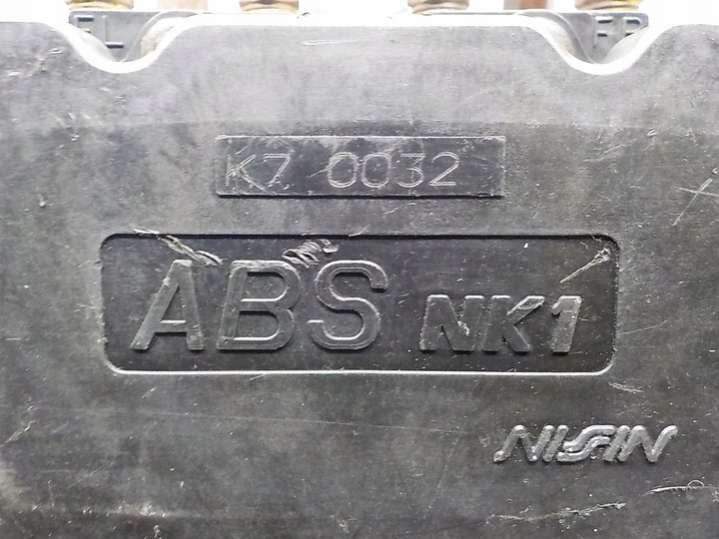 FL FR
K7 0032
ABS NK1
NISSIN